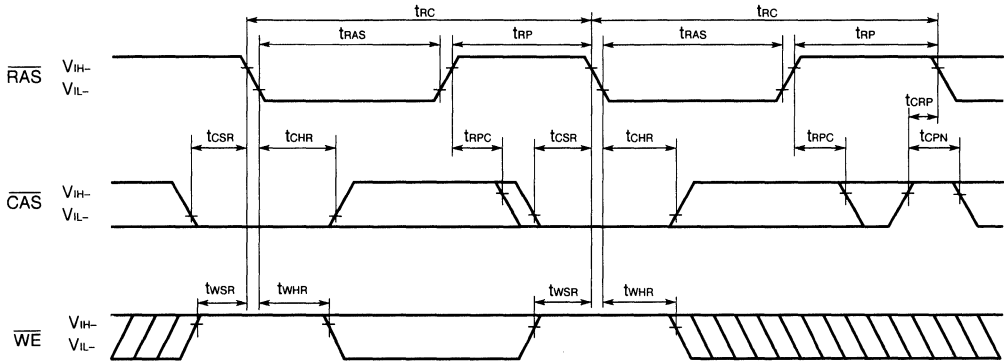 tRC tRC
tRAS tRP tRAS tRP
RAS VIH–
VIL–
tCRP
tCSR tCHR tRPC tCSR tCHR tRPC tCPN
CAS VIH–
VIL–
tWSR tWHR tWSR tWHR
WE VIH–
VIL–